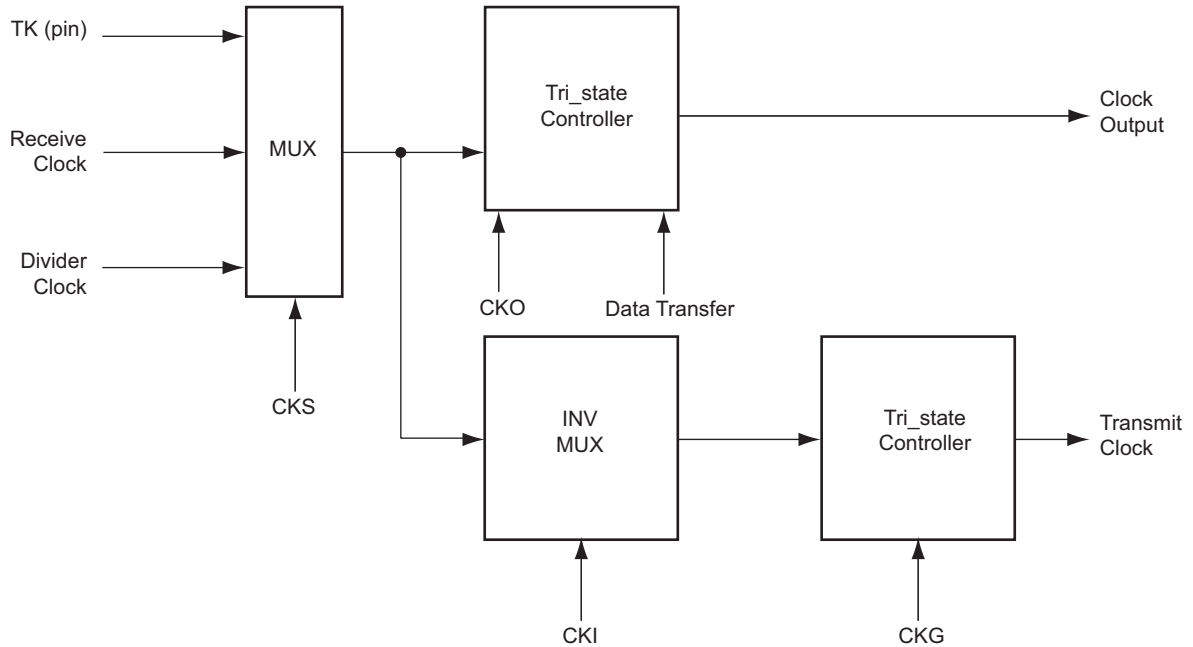 TK (pin)
Receive
Clock
Divider
Clock
MUX
CKS
Tri_state
Controller
CKO
Data Transfer
Clock
Output
INV
MUX
CKI
Tri_state
Controller
CKG
Transmit
Clock